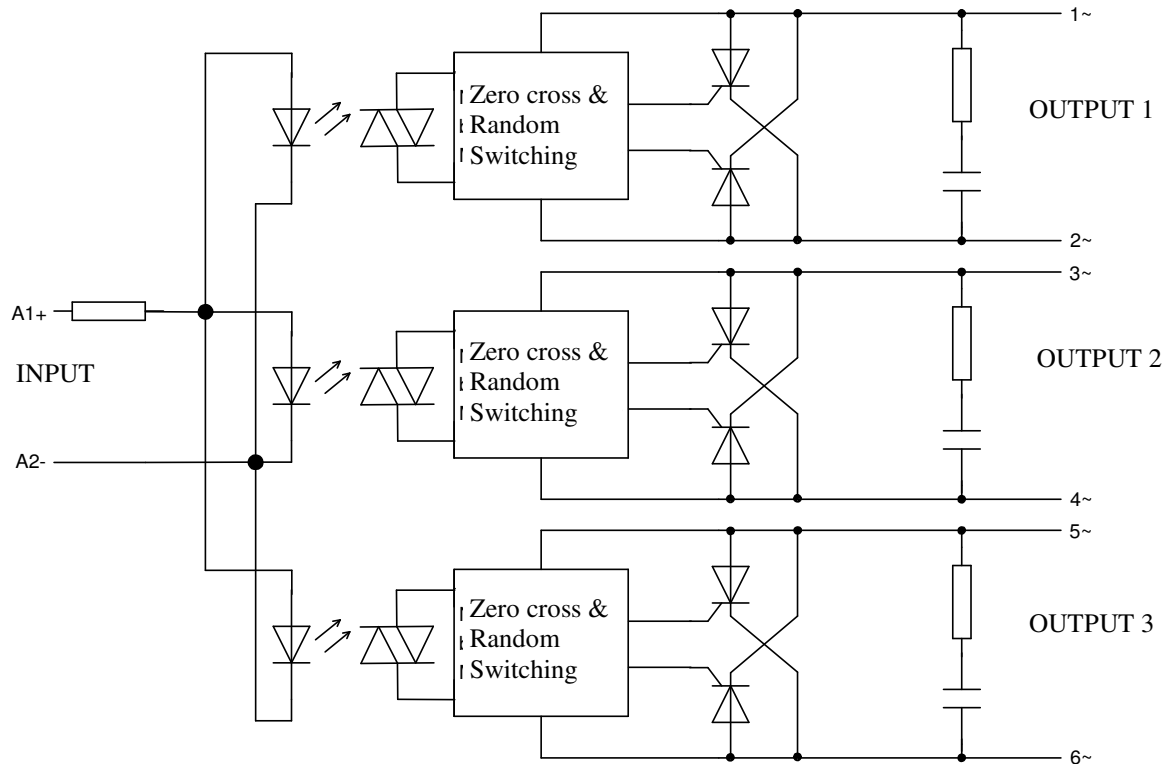 1~
Zero cross &
Random
Switching
OUTPUT 1
2~
3~
A1+
INPUT
Zero cross &
Random
Switching
OUTPUT 2
A2-
4~
5~
Zero cross &
Random
Switching
OUTPUT 3
6~